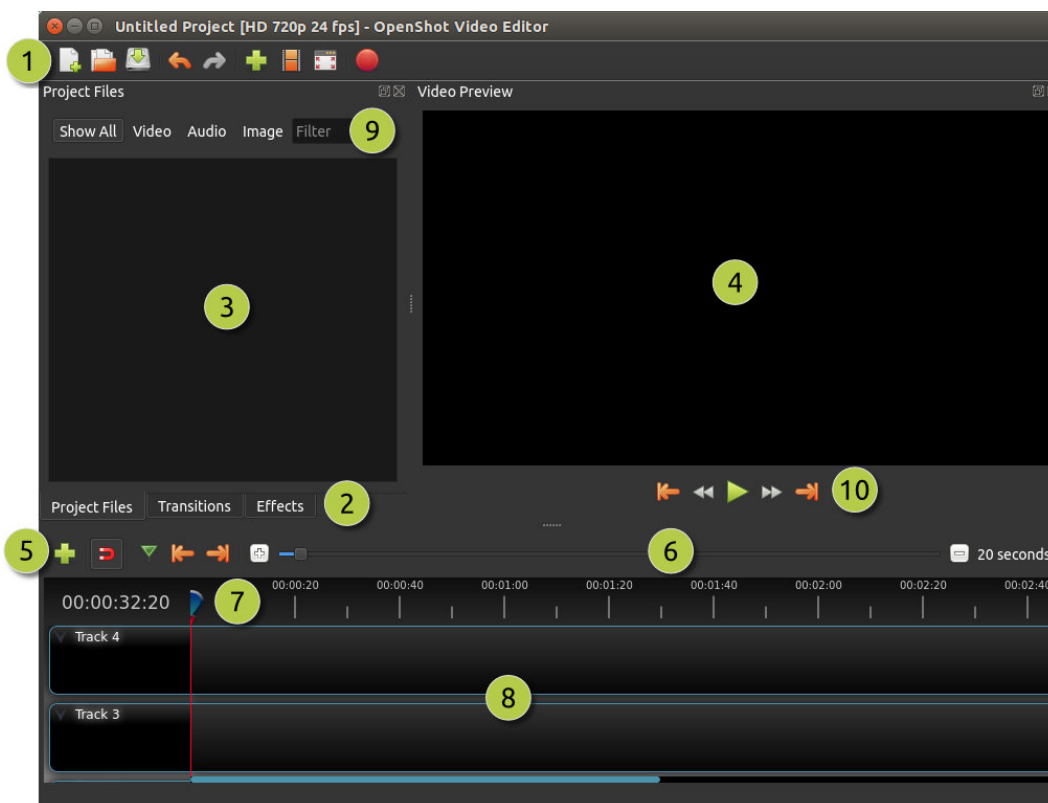 Untitled Project [HD 720p 24 fps] - OpenShot Video Editor
1
Project Files
Video Preview
Show All Video Audio Image Filter 9
3
4
Project Files Transitions Effects 2
10
5
6
20 seconds
00:00:20 00:00:40 00:01:00 00:01:20 00:01:40 00:02:00 00:02:20 00:02:40
00:00:32:20 7
Track 4
8
Track 3